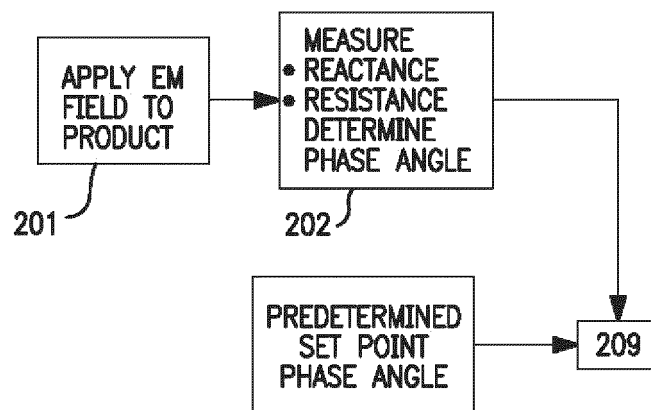 APPLY EM
FIELD TO
PRODUCT
201
MEASURE
• REACTANCE
• RESISTANCE
DETERMINE
PHASE ANGLE
202
PREDETERMINED
SET POINT
PHASE ANGLE
209